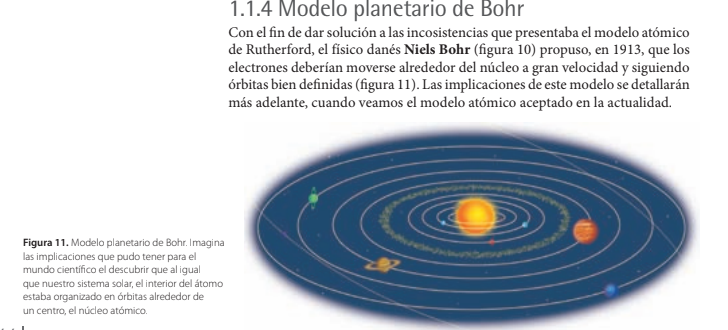 1.1.4 Modelo planetario de Bohr
Con el fin de dar solución a las incosistencias que presentaba el modelo atómico
de Rutherford, el físico danés Niels Bohr (figura 10) propuso, en 1913, que los
electrones deberían moverse alrededor del núcleo a gran velocidad y siguiendo
órbitas bien definidas (figura 11). Las implicaciones de este modelo se detallarán
más adelante, cuando veamos el modelo atómico aceptado en la actualidad.
Figura 11. Modelo planetario de Bohr. Imagina
las implicaciones que pudo tener para el
mundo científico el descubrir que al igual
que nuestro sistema solar, el interior del átomo
estaba organizado en órbitas alrededor de
un centro, el núcleo atómico.